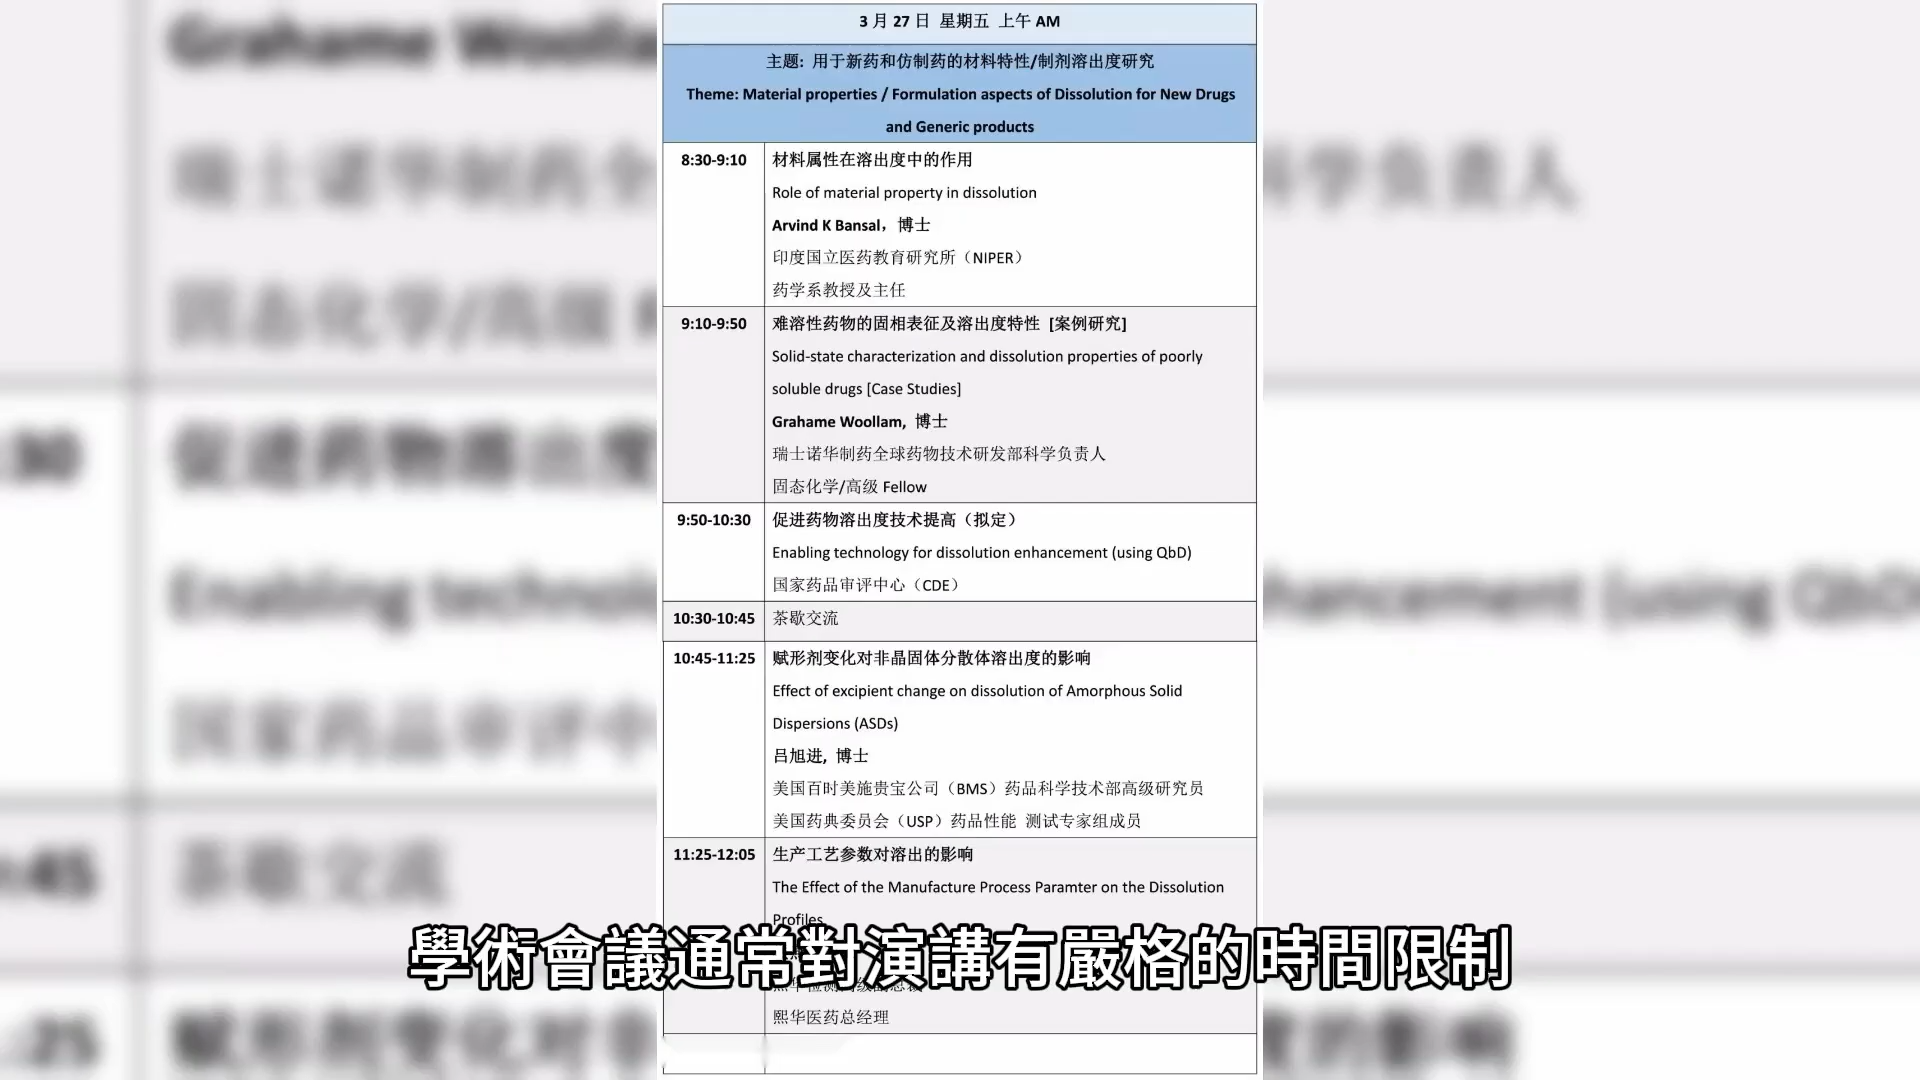 3 月 27 日 星期五 上午 AM
主题: 用于新药和仿制药的材料特性/制剂溶出度研究
Theme: Material properties / Formulation aspects of Dissolution for New Drugs
and Generic products
8:30-9:10
材料属性在溶出度中的作用
Role of material property in dissolution
Arvind K Bansal，博士
印度国立医药教育研究所（NIPER）
药学系教授及主任
9:10-9:50
难溶性药物的固相表征及溶出度特性 [案例研究]
Solid-state characterization and dissolution properties of poorly
soluble drugs [Case Studies]
Grahame Woollam, 博士
瑞士诺华制药全球药物技术研发部科学负责人
固态化学/高级 Fellow
9:50-10:30
促进药物溶出度技术提高（拟定）
Enabling technology for dissolution enhancement (using QbD)
国家药品审评中心（CDE）
10:30-10:45
茶歇交流
10:45-11:25
赋形剂变化对非晶固体分散体溶出度的影响
Effect of excipient change on dissolution of Amorphous Solid
Dispersions (ASDs)
吕旭进, 博士
美国百时美施贵宝公司（BMS）药品科学技术部高级研究员
美国药典委员会（USP）药品性能 测试专家组成员
11:25-12:05
生产工艺参数对溶出的影响
The Effect of the Manufacture Process Paramter on the Dissolution
Profiles
學術會議通常對演講有嚴格的時間限制
熙华医药总经理